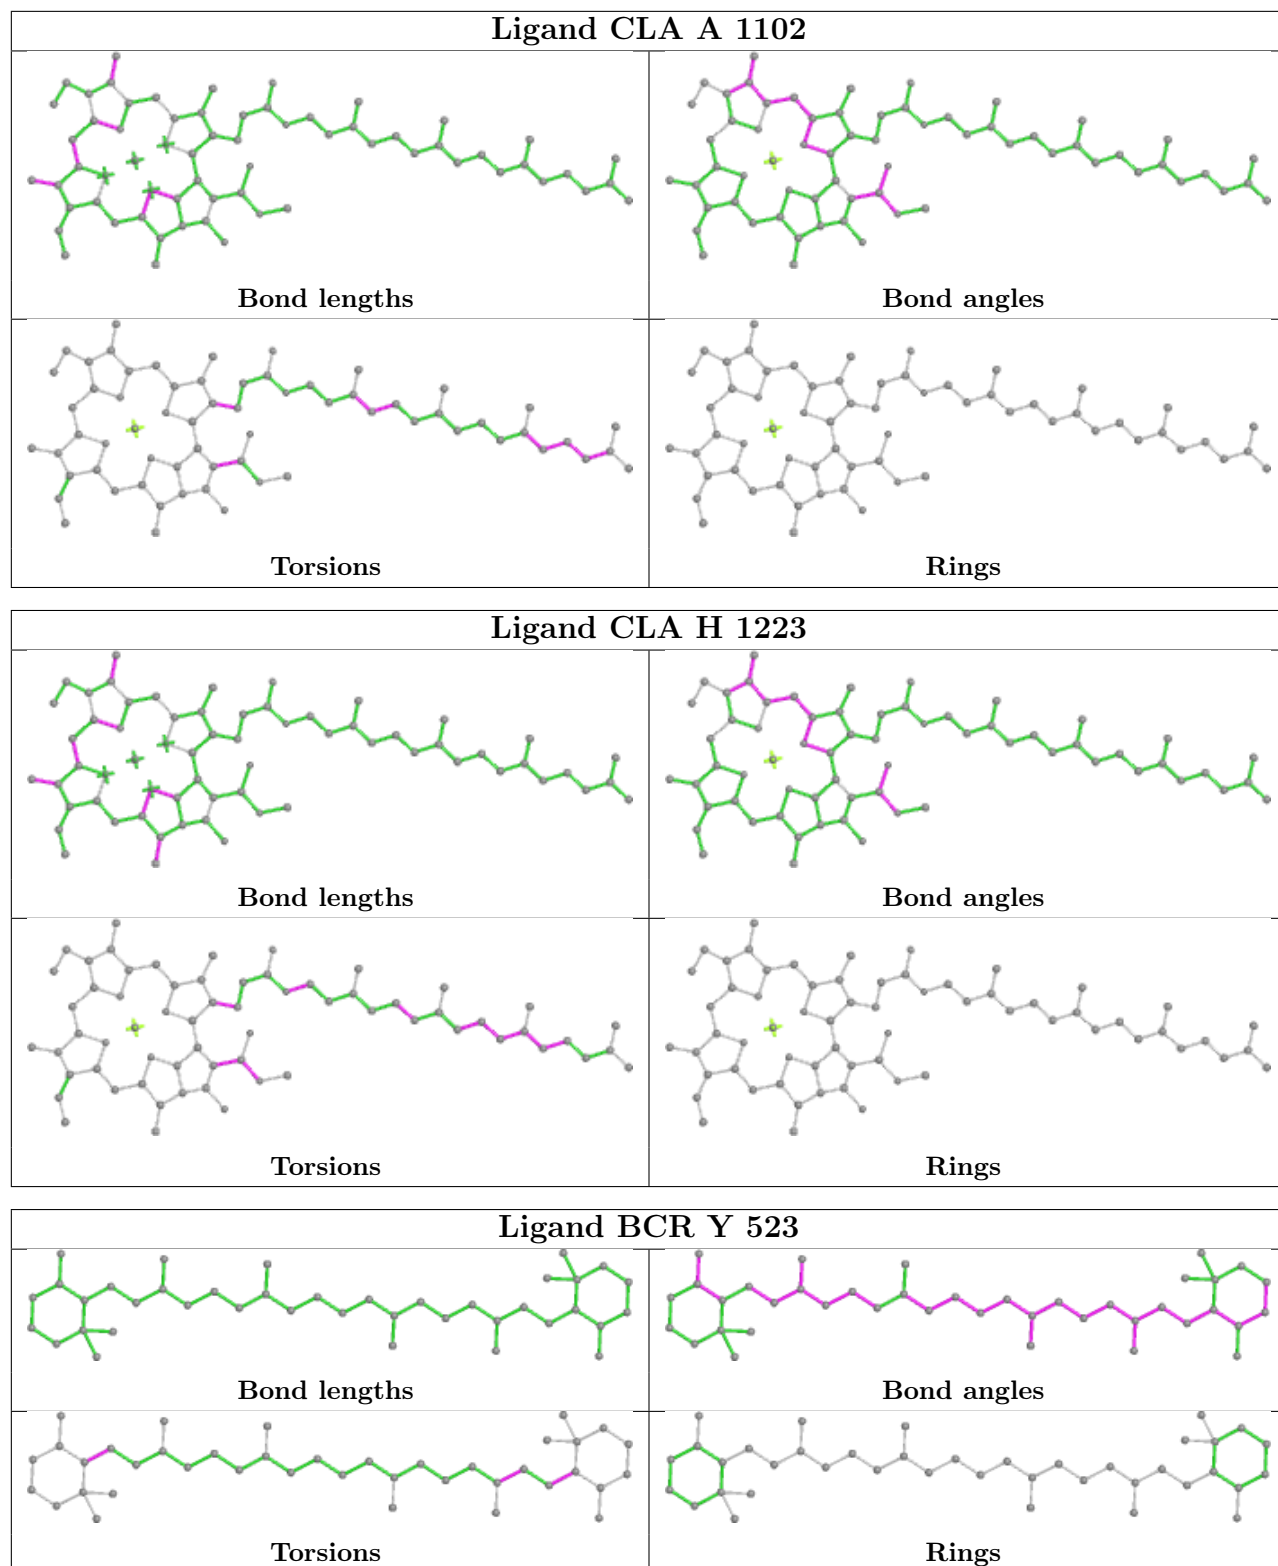 Ligand CLA A 1102
Bond lengths
Bond angles
Torsions
Rings
Ligand CLA H 1223
Bond lengths
Bond angles
Torsions
Rings
Ligand BCR Y 523
Bond lengths
Bond angles
Torsions
Rings